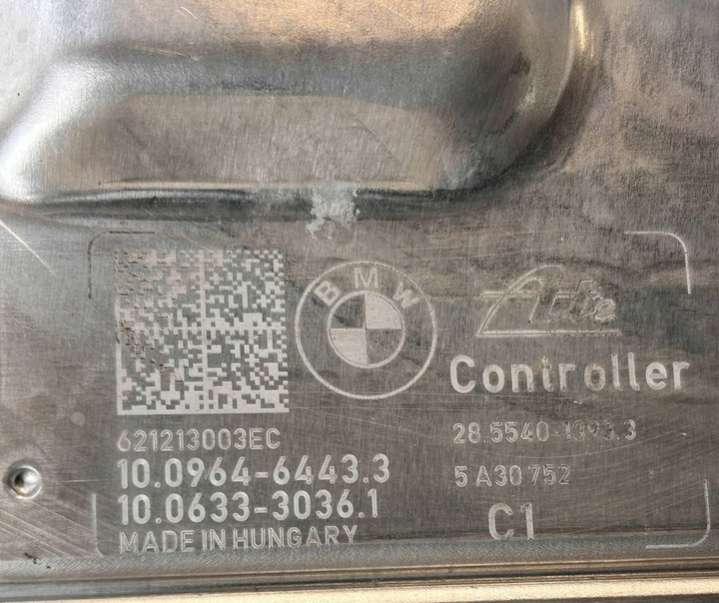 BMW
Ate
Controller
621213003EC
10.0964-6443.3
10.0633-3036.1
MADE IN HUNGARY
5 A30 752
C1